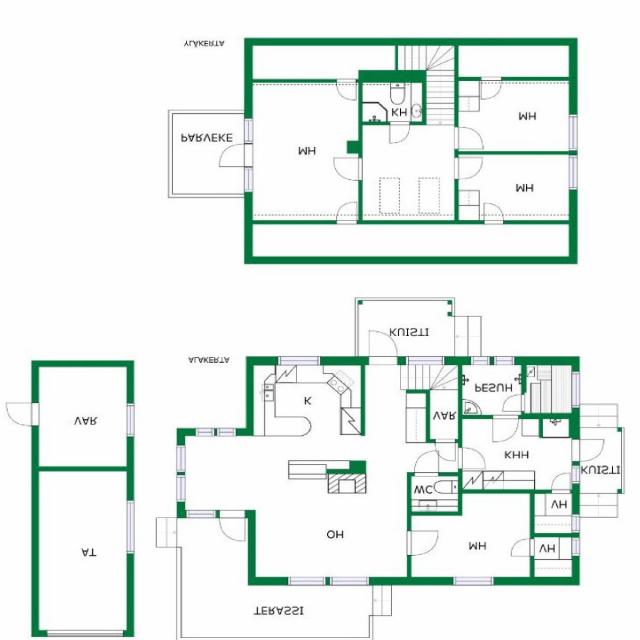 YLÄKERTA
KH
PARVEKE
MH
MH
MH
KUISTI
ALAKERTA
PESUH
K
VAR
VAR
KHH
KUISTI
WC
VH
OH
MH
VH
AT
TERASSI